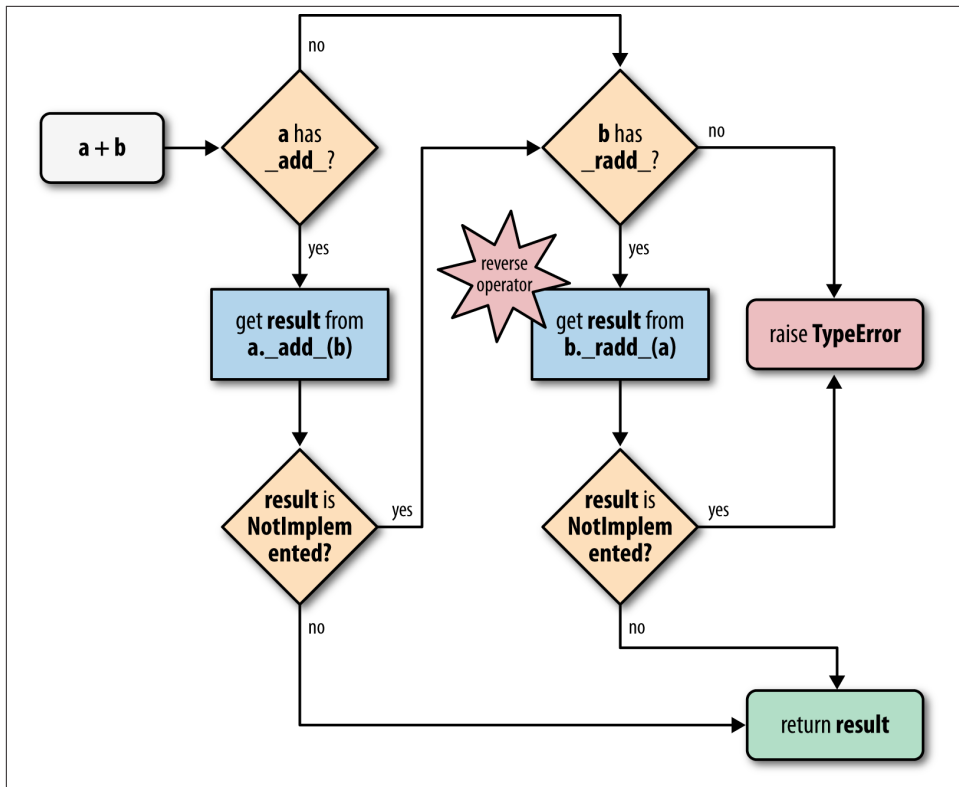 no
a + b
a has
_add_?
b has
_radd_?
no
yes
yes
reverse
operator
get result from
a._add_(b)
get result from
b._radd_(a)
raise TypeError
result is
NotImplem
ented?
yes
result is
NotImplem
ented?
yes
no
no
return result